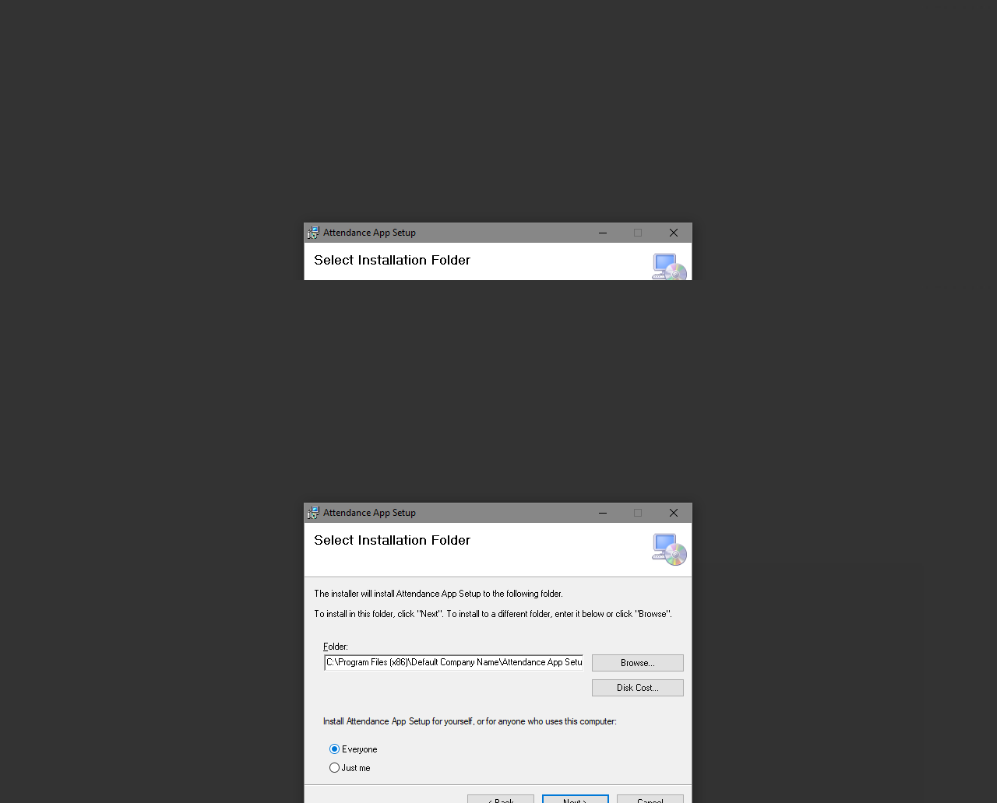 Attendance App Setup
Select Installation Folder
Attendance App Setup
Select Installation Folder
The installer will install Attendance App Setup to the following folder.
To install in this folder, click "Next". To install to a different folder, enter it below or click "Browse".
Folder:
C:\Program Files (x86)\Default Company Name\Attendance App Setu
Browse...
Disk Cost...
Install Attendance App Setup for yourself, or for anyone who uses this computer:
Everyone
Just me
< Back Next > Cancel